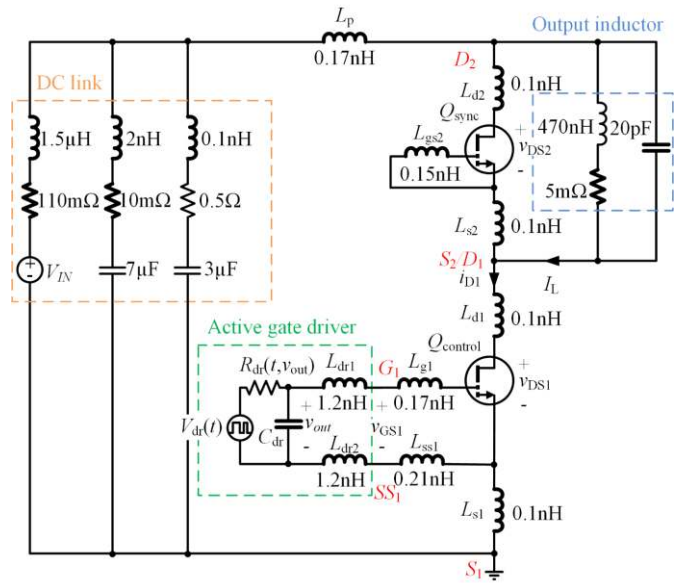 Lp
0.17nH
Output inductor
DC link
D2
Ld2
0.1nH
Qsync
1.5μH
2nH
0.1nH
Lgs2
+
vDS2
-
470nH
20pF
0.15nH
110mΩ
10mΩ
0.5Ω
5mΩ
Ls2
0.1nH
+
-
VIN
7μF
3μF
S2/D1
iD1
IL
Ld1
0.1nH
Active gate driver
Qcontrol
Rdr(t,vout)
Ldr1
G1
Lg1
+
vDS1
-
1.2nH
0.17nH
Vdr(t)
Cdr
+
vout
-
+
vGS1
-
Ldr2
Lss1
1.2nH
0.21nH
SS1
Ls1
0.1nH
S1